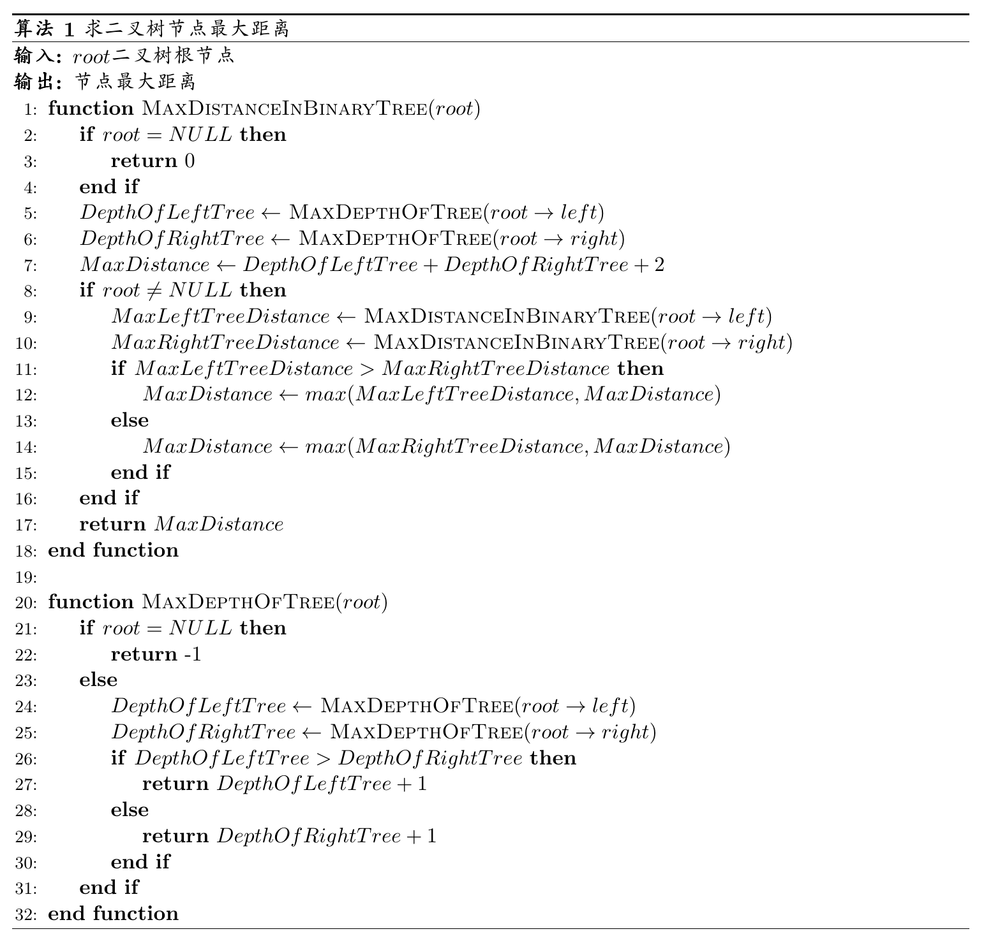 算法 1 求二叉树节点最大距离
输入: root二叉树根节点
输出: 节点最大距离
1: function MAXDISTANCEINBINARYTREE(root)
2: if root = NULL then
3: return 0
4: end if
5: DepthOfLeftTree ← MAXDEPTHOFTREE(root → left)
6: DepthOfRightTree ← MAXDEPTHOFTREE(root → right)
7: MaxDistance ← DepthOfLeftTree + DepthOfRightTree + 2
8: if root ≠ NULL then
9: MaxLeftTreeDistance ← MAXDISTANCEINBINARYTREE(root → left)
10: MaxRightTreeDistance ← MAXDISTANCEINBINARYTREE(root → right)
11: if MaxLeftTreeDistance > MaxRightTreeDistance then
12: MaxDistance ← max(MaxLeftTreeDistance, MaxDistance)
13: else
14: MaxDistance ← max(MaxRightTreeDistance, MaxDistance)
15: end if
16: end if
17: return MaxDistance
18: end function
19:
20: function MAXDEPTHOFTREE(root)
21: if root = NULL then
22: return -1
23: else
24: DepthOfLeftTree ← MAXDEPTHOFTREE(root → left)
25: DepthOfRightTree ← MAXDEPTHOFTREE(root → right)
26: if DepthOfLeftTree > DepthOfRightTree then
27: return DepthOfLeftTree + 1
28: else
29: return DepthOfRightTree + 1
30: end if
31: end if
32: end function